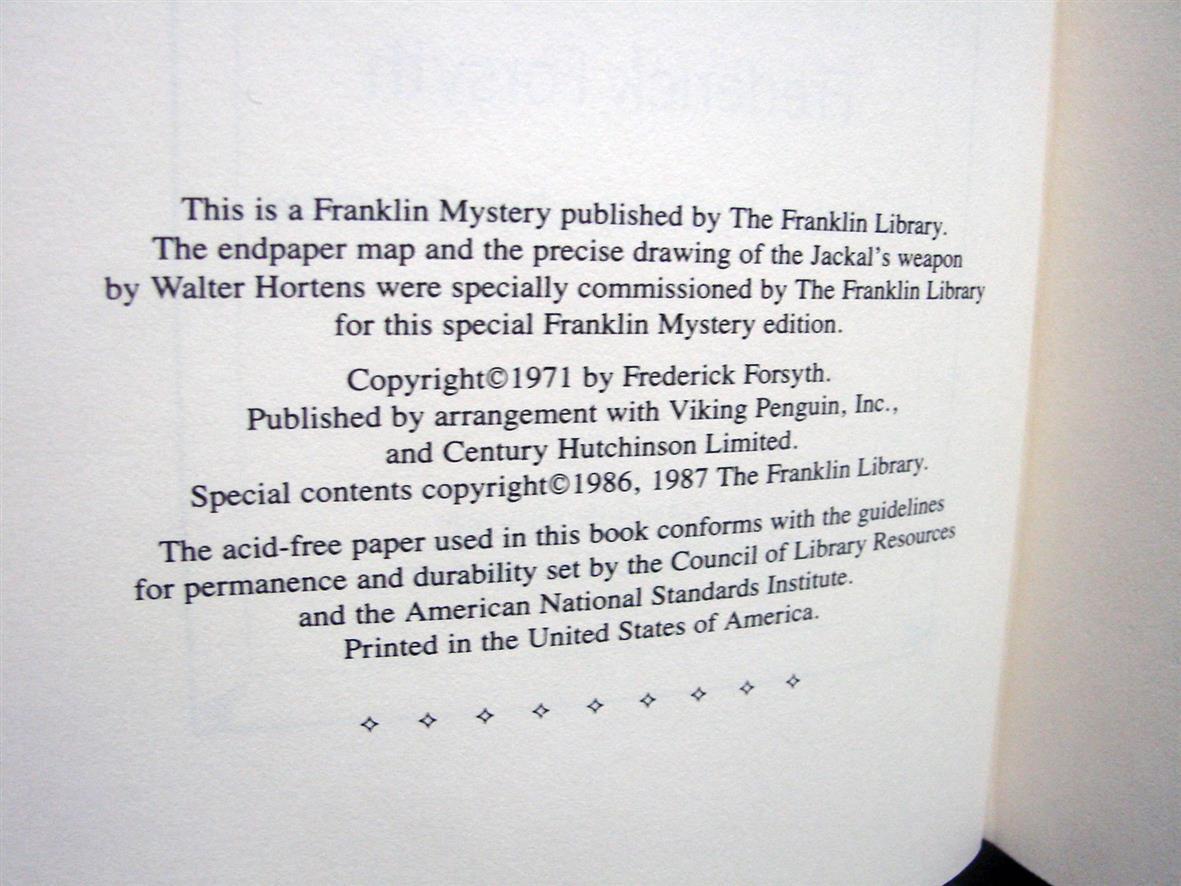 This is a Franklin Mystery published by The Franklin Library.
The endpaper map and the precise drawing of the Jackal's weapon
by Walter Hortens were specially commissioned by The Franklin Library
for this special Franklin Mystery edition.
Copyright©1971 by Frederick Forsyth.
Published by arrangement with Viking Penguin, Inc.,
and Century Hutchinson Limited.
Special contents copyright©1986, 1987 The Franklin Library.
The acid-free paper used in this book conforms with the guidelines
for permanence and durability set by the Council of Library Resources
and the American National Standards Institute.
Printed in the United States of America.